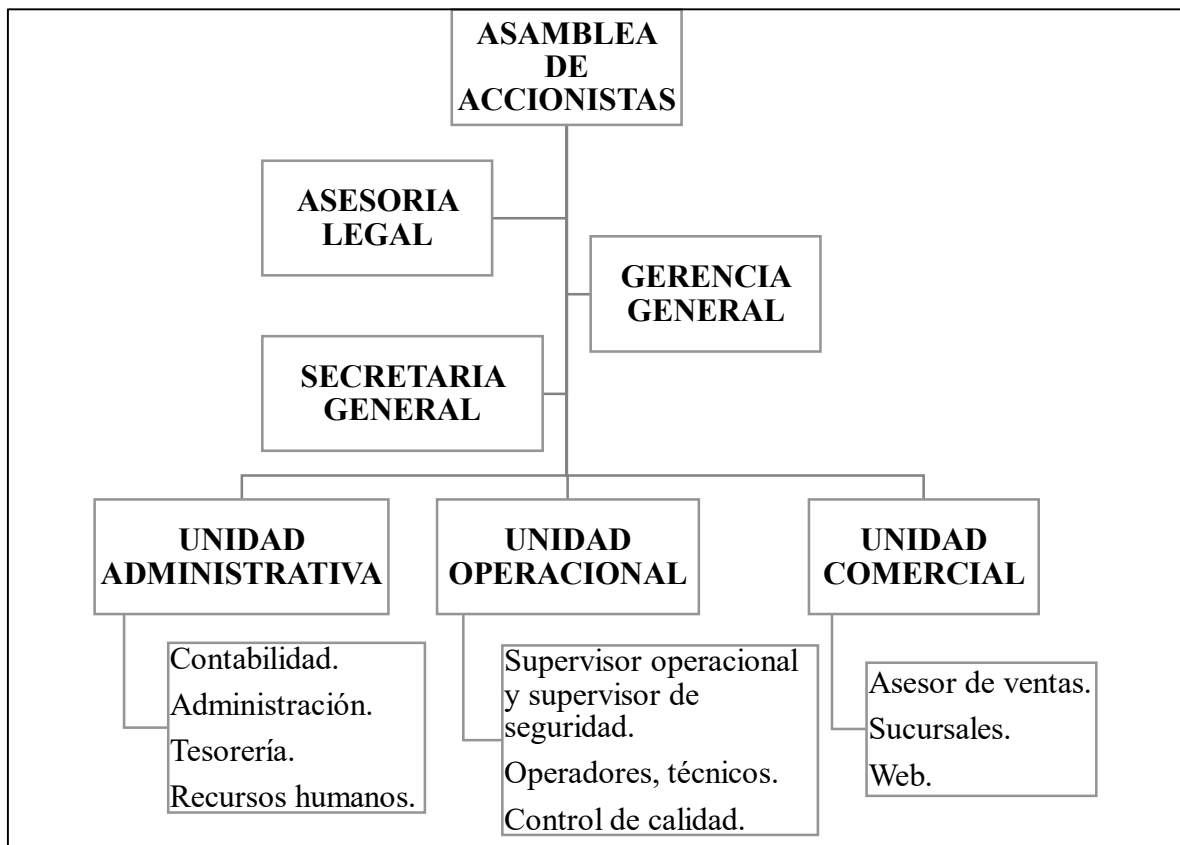 ASAMBLEA
DE
ACCIONISTAS
ASESORIA
LEGAL
GERENCIA
GENERAL
SECRETARIA
GENERAL
UNIDAD
ADMINISTRATIVA
UNIDAD
OPERACIONAL
UNIDAD
COMERCIAL
Contabilidad.
Administración.
Tesorería.
Recursos humanos.
Supervisor operacional
y supervisor de
seguridad.
Operadores, técnicos.
Control de calidad.
Asesor de ventas.
Sucursales.
Web.